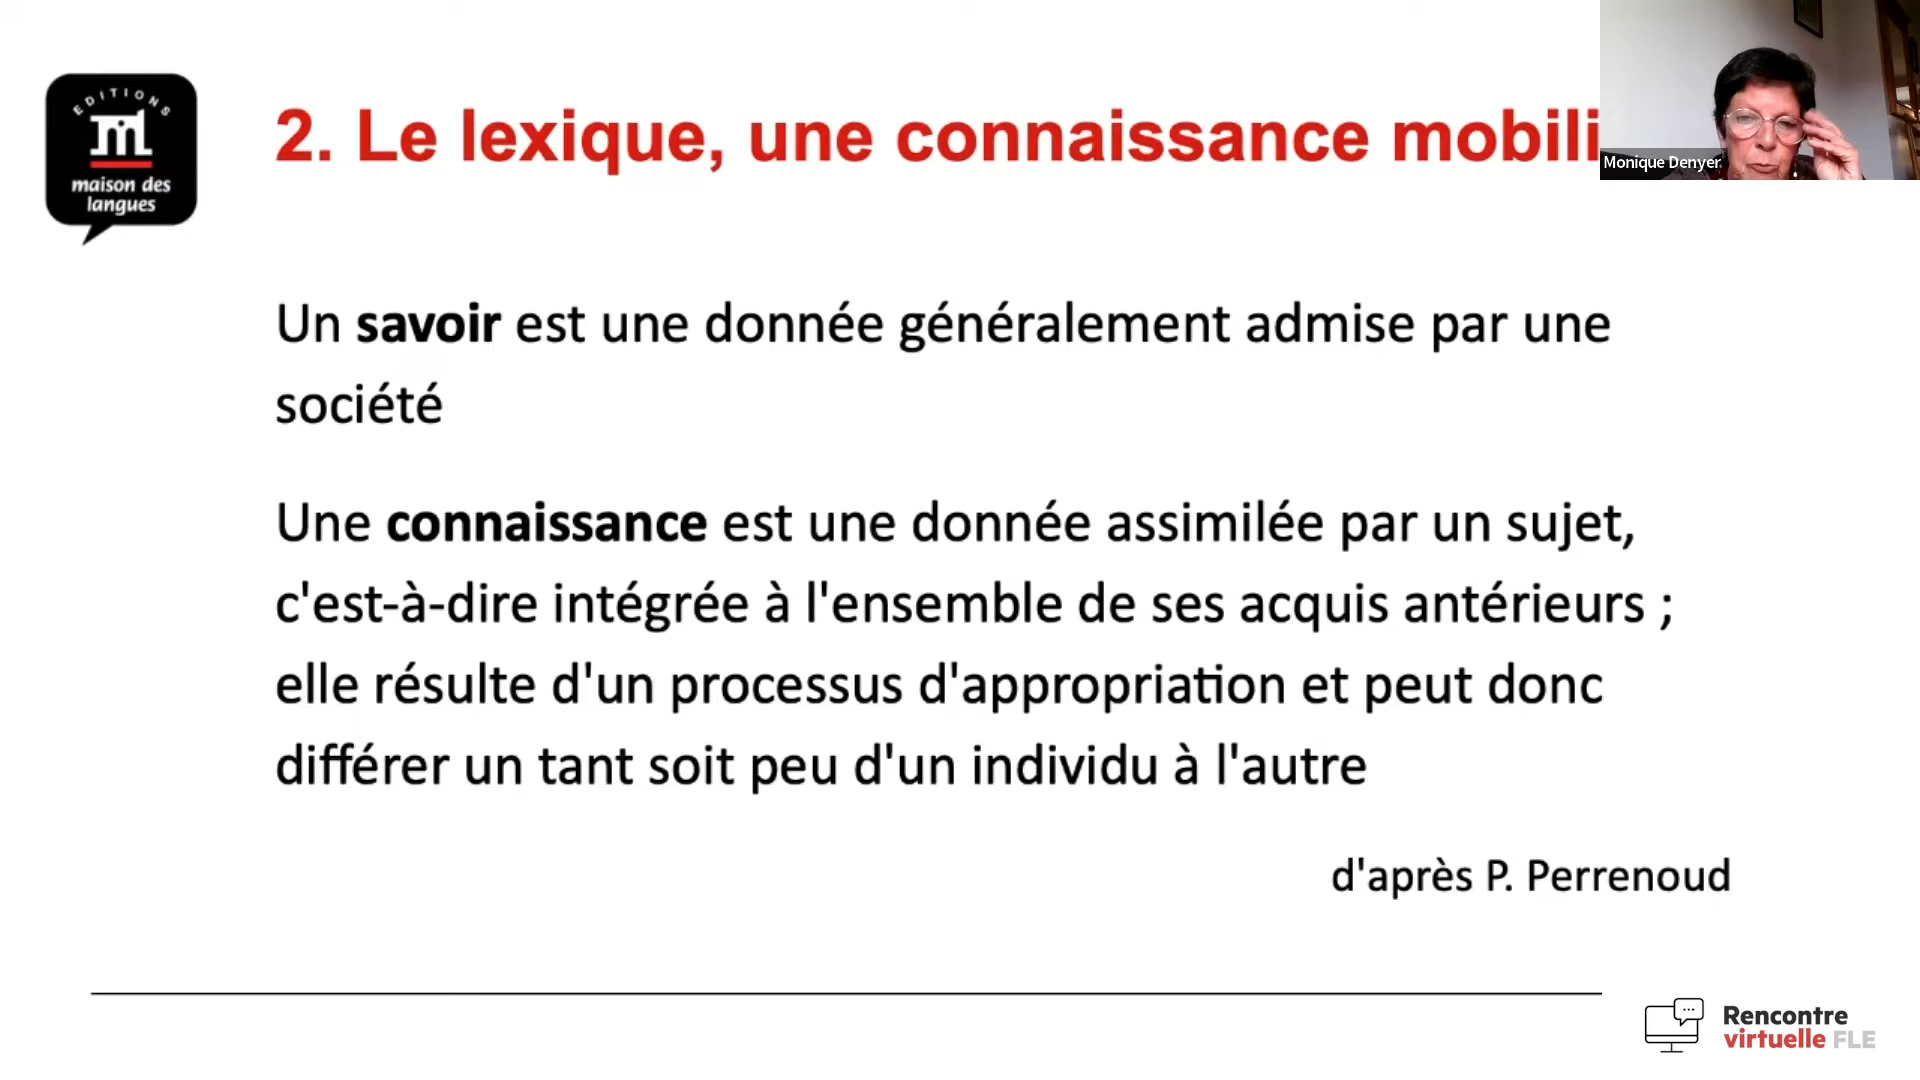 EDITIONS
maison des
langues
2. Le lexique, une connaissance mobili
Monique Denyer
Un savoir est une donnée généralement admise par une
société
Une connaissance est une donnée assimilée par un sujet,
c'est-à-dire intégrée à l'ensemble de ses acquis antérieurs ;
elle résulte d'un processus d'appropriation et peut donc
différer un tant soit peu d'un individu à l'autre
d'après P. Perrenoud
Rencontre
virtuelle FLE